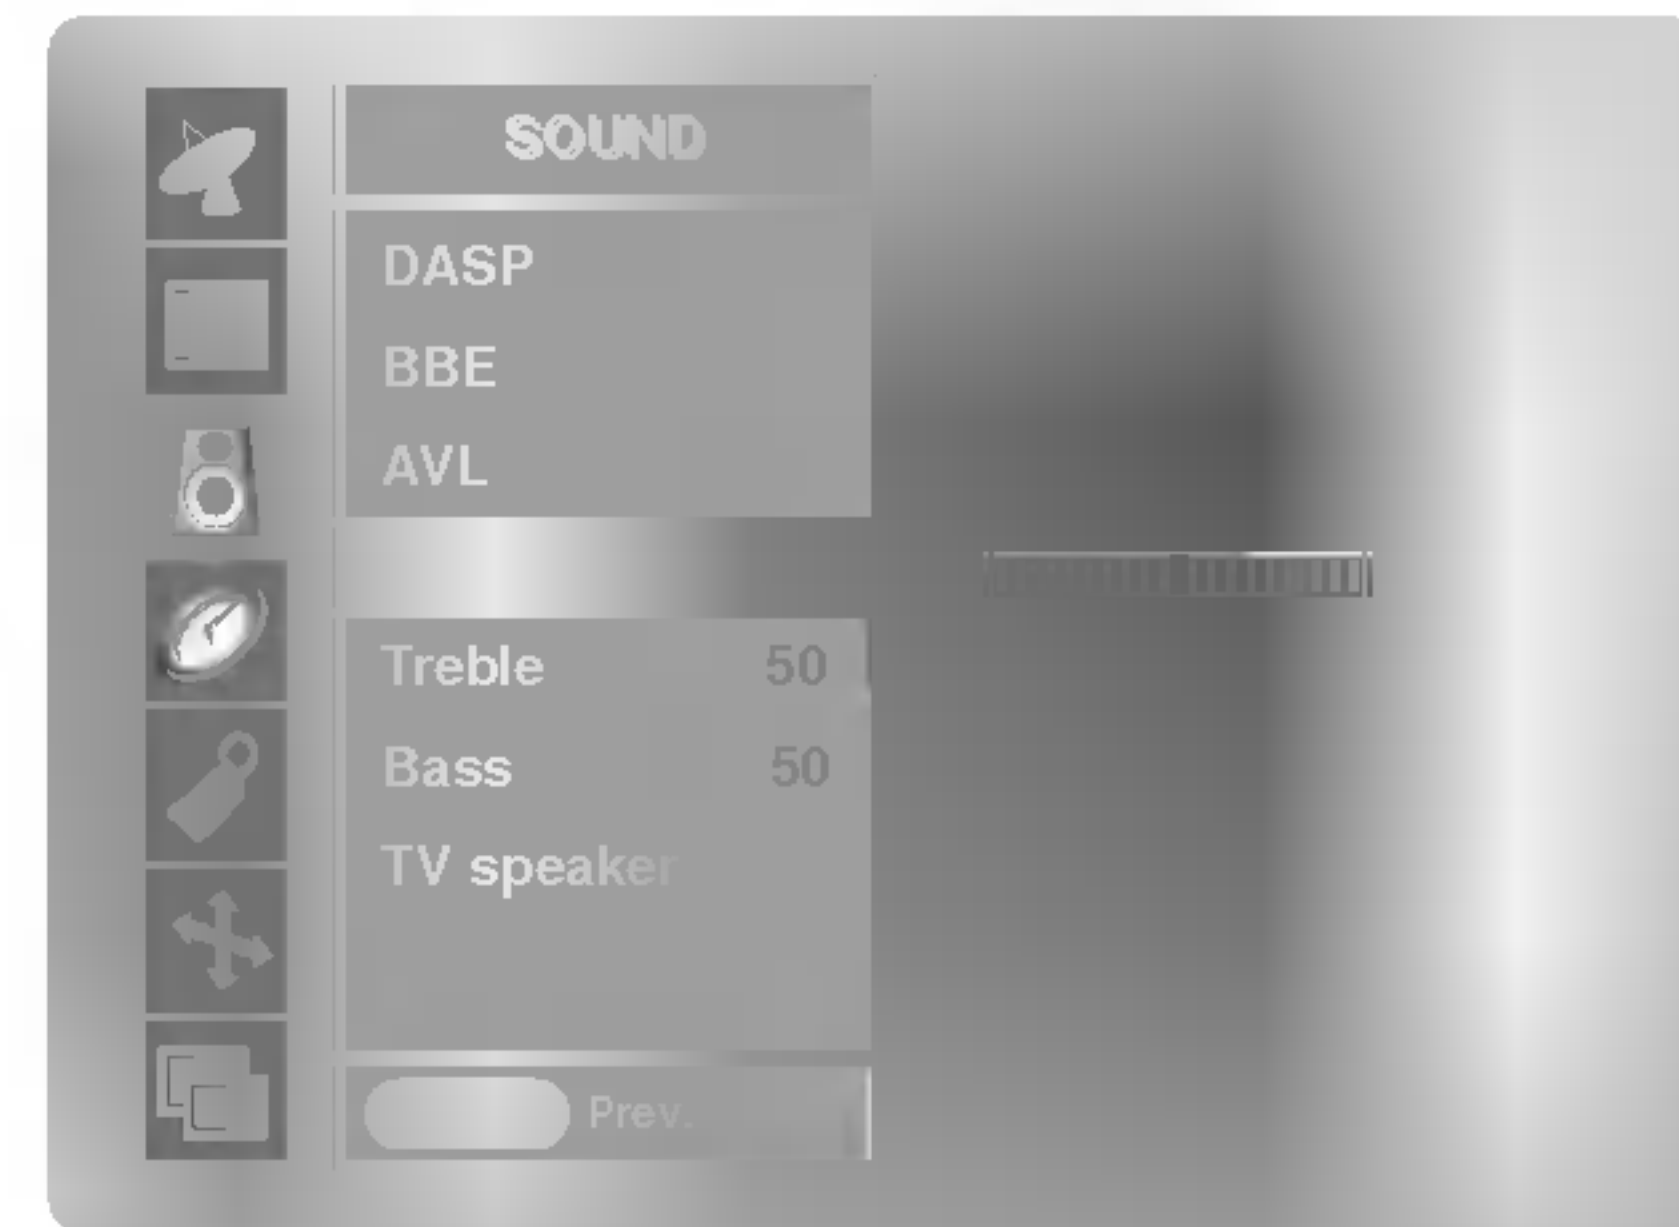 SOUND
DASP
BBE
AVL
Treble 50
Bass 50
TV speaker
Prev.